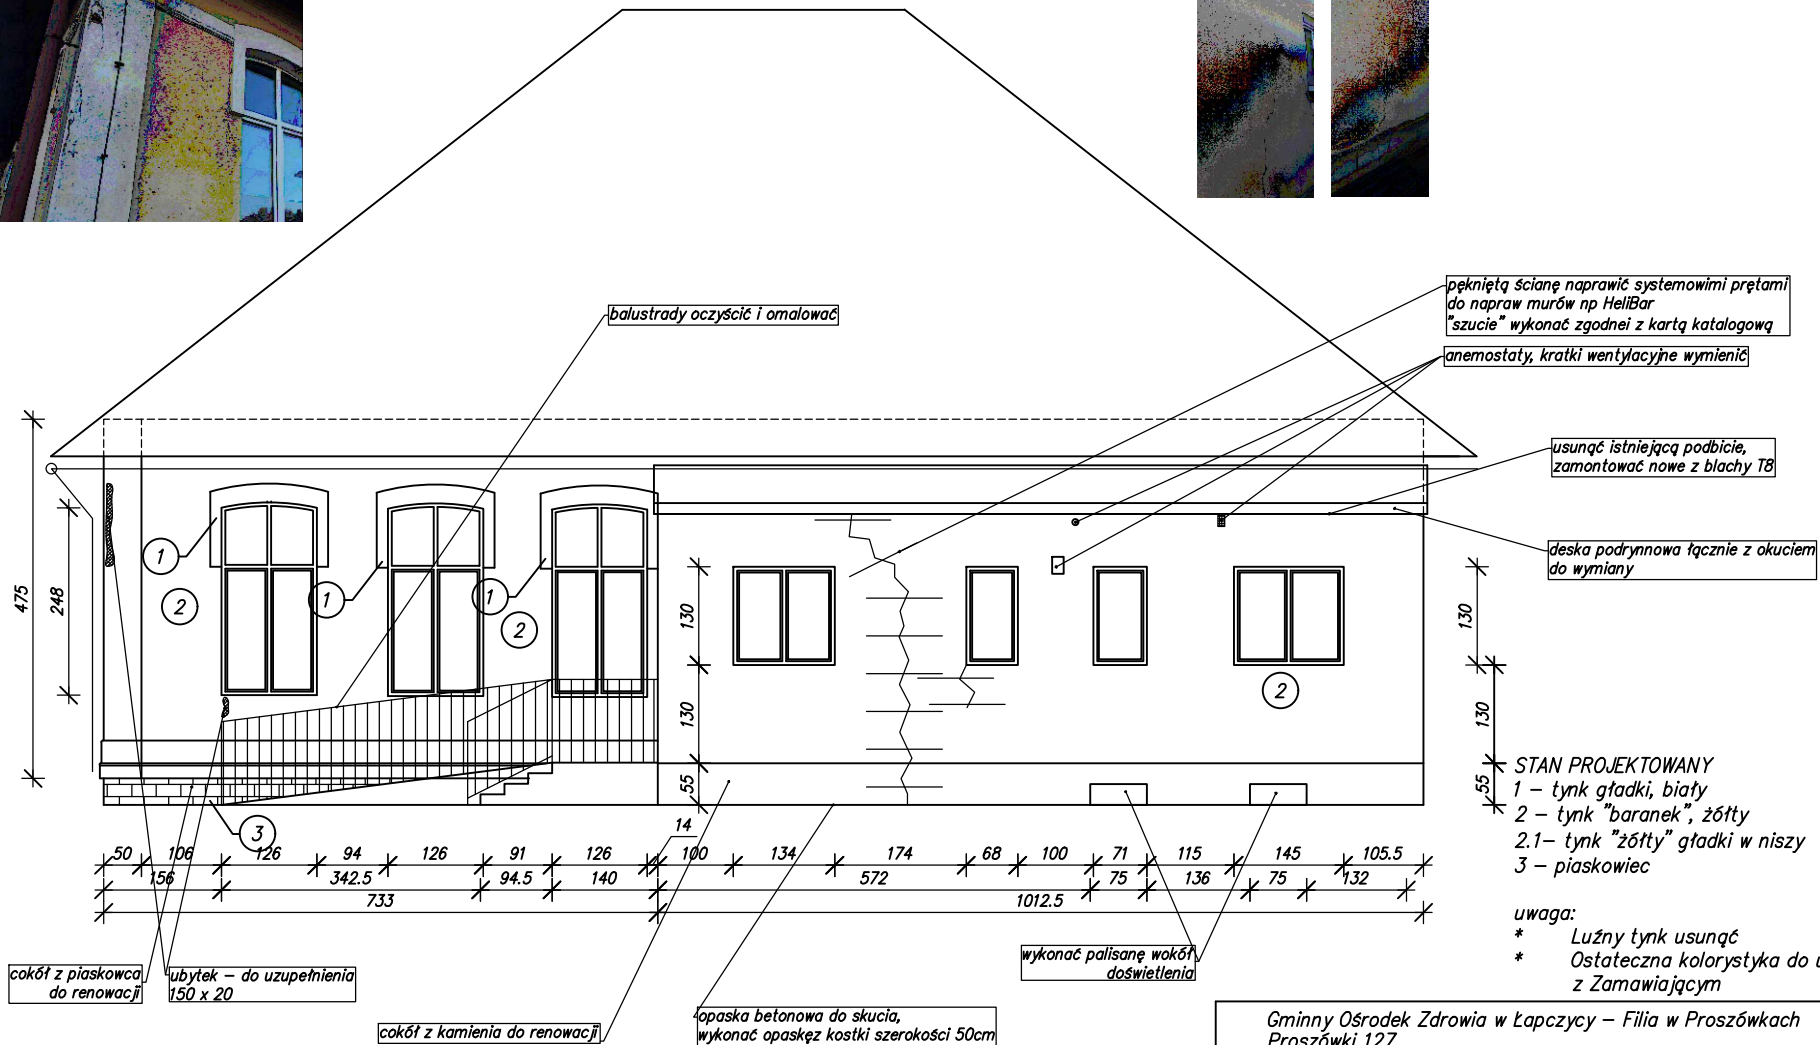 balustrady oczyścić i omalować
pękniętą ścianę naprawić systemowimi prętami
do napraw murów np HeliBar
"szucie" wykonać zgodnei z kartą katalogową
anemostaty, kratki wentylacyjne wymienić
usunąć istniejącą podbicie,
zamontować nowe z blachy T8
deska podrynnowa łącznie z okuciem
do wymiany
475
248
1
2
1
1
2
130
130
55
2
130
130
55
3
STAN PROJEKTOWANY
1 – tynk gładki, biały
2 – tynk "baranek", żółty
2.1– tynk "żółty" gładki w niszy
3 – piaskowiec
14
50 106 126 94 126 91 126 100 134 174 68 100 71 115 145 105.5
156 342.5 94.5 140 572 75 136 75 132
733 1012.5
uwaga:
* Luźny tynk usunąć
* Ostateczna kolorystyka do
z Zamawiającym
wykonać palisanę wokół
doświetlenia
cokół z piaskowca
do renowacji
ubytek – do uzupełnienia
150 x 20
cokół z kamienia do renowacji
opaska betonowa do skucia,
wykonać opaskęz kostki szerokości 50cm
Gminny Ośrodek Zdrowia w Łapczycy – Filia w Proszówkach
Proszówki 127